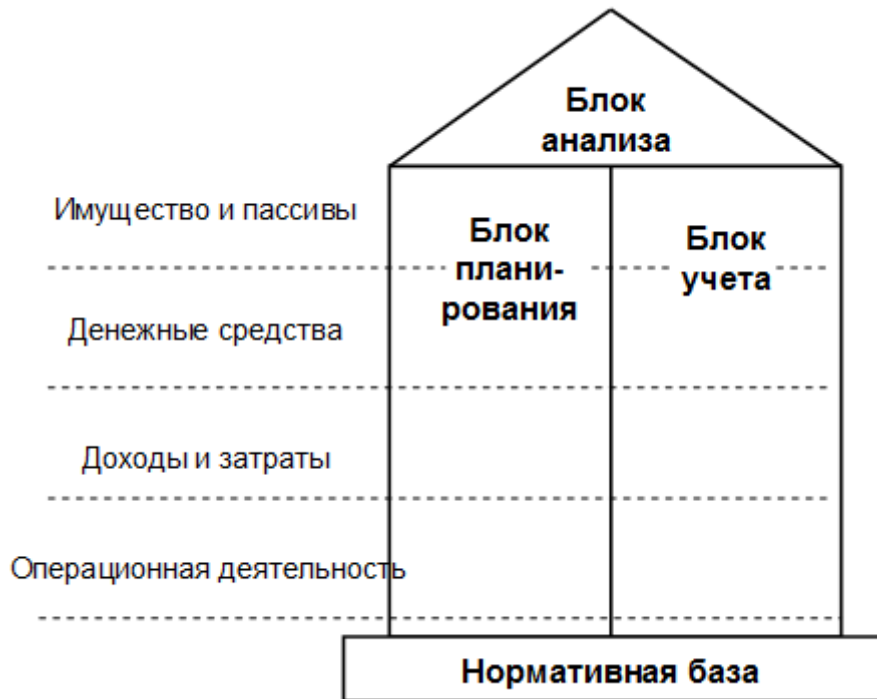 Блок
анализа
Имущество и пассивы
Блок
плани-
рования
Блок
учета
Денежные средства
Доходы и затраты
Операционная деятельность
Нормативная база